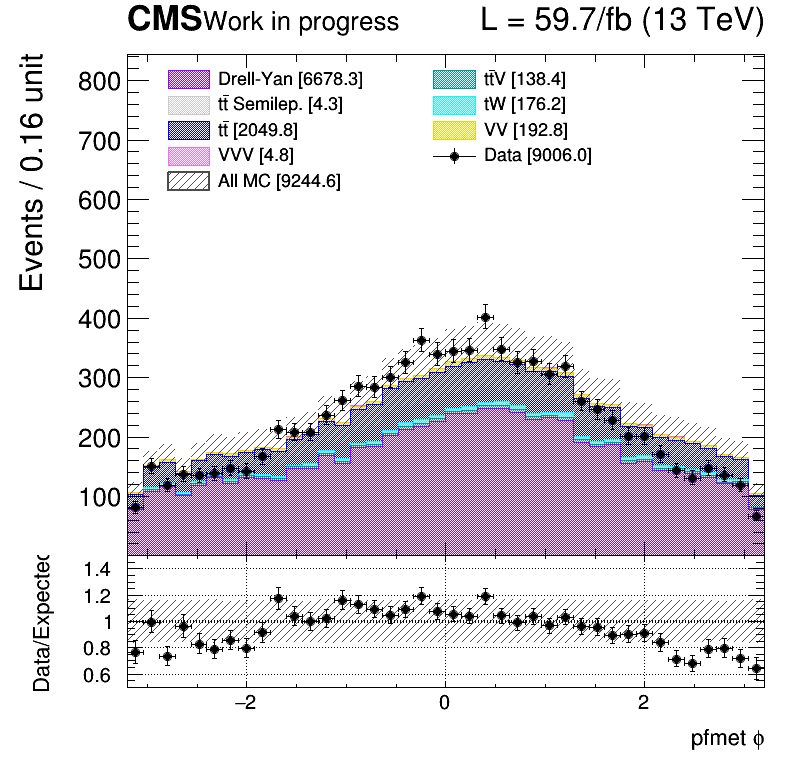 CMS Work in progress L = 59.7/fb (13 TeV)
Events / 0.16 unit
800
700
600
500
400
300
200
100
Drell-Yan [6678.3]
tt̄ Semilep. [4.3]
tt̄ [2049.8]
VVV [4.8]
All MC [9244.6]
tt̄V [138.4]
tW [176.2]
VV [192.8]
Data [9006.0]
Data/Expected
1.4
1.2
1
0.8
0.6
−2 0 2
pfmet ϕ